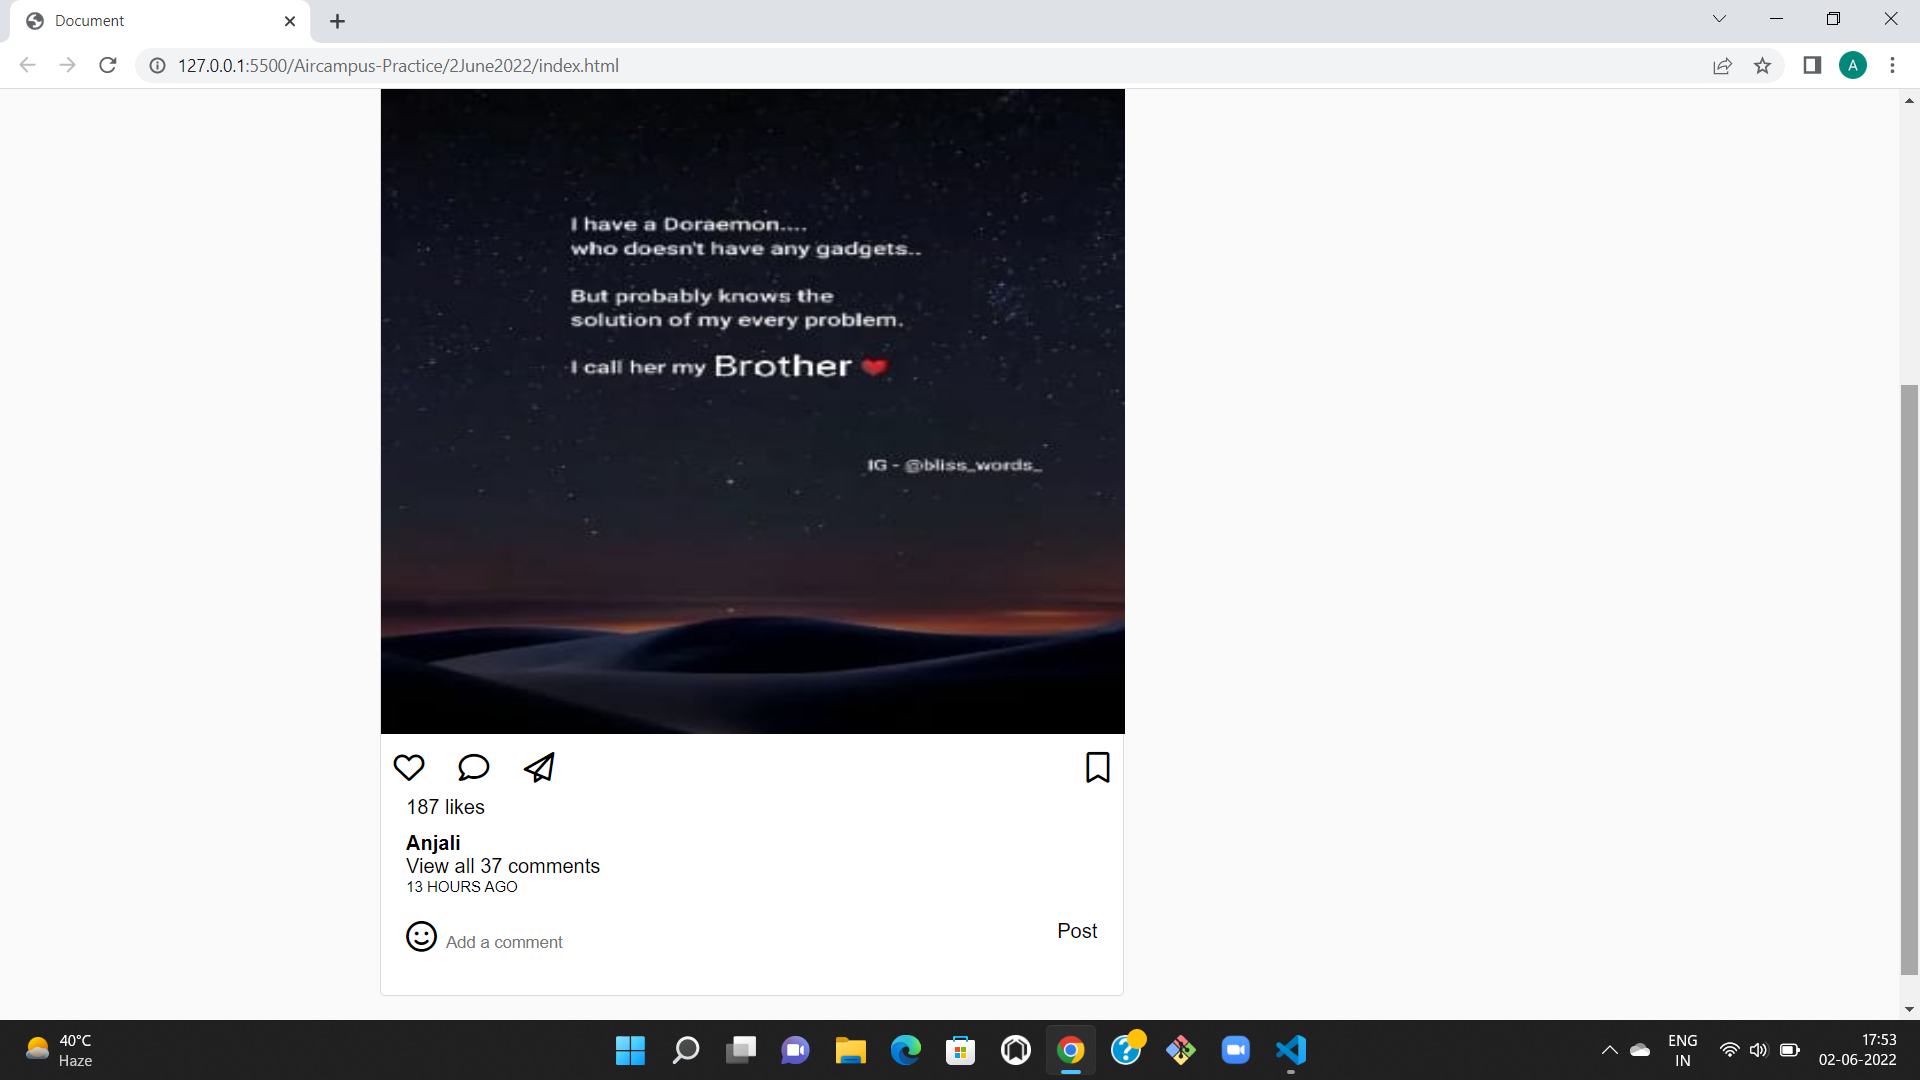 Document
127.0.0.1:5500/Aircampus-Practice/2June2022/index.html
A
I have a Doraemon....
who doesn't have any gadgets..
But probably knows the
solution of my every problem.
I call her my Brother ❤
IG - @bliss_words_
187 likes
Anjali
View all 37 comments
13 HOURS AGO
Add a comment
Post
40°C
Haze
ENG
IN
17:53
02-06-2022